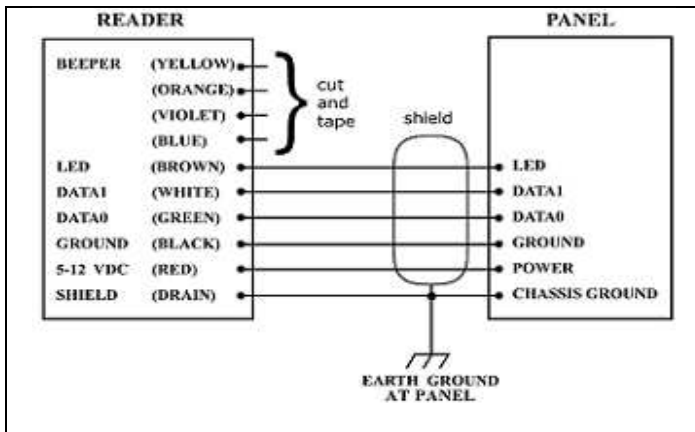 READER PANEL
BEEPER (YELLOW)
(ORANGE)
(VIOLET)
(BLUE)
cut
and
tape
shield
LED (BROWN) LED
DATA1 (WHITE) DATA1
DATA0 (GREEN) DATA0
GROUND (BLACK) GROUND
5-12 VDC (RED) POWER
SHIELD (DRAIN) CHASSIS GROUND
EARTH GROUND
AT PANEL